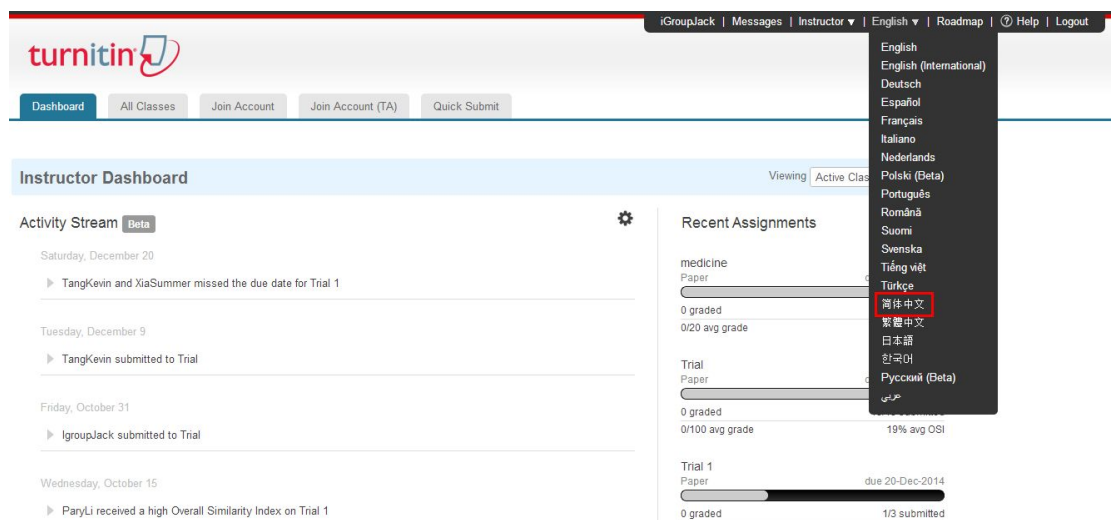 iGroupJack | Messages | Instructor ▼ | English ▼ | Roadmap | ? Help | Logout
turnitin
Dashboard
All Classes
Join Account
Join Account (TA)
Quick Submit
English
English (International)
Deutsch
Español
Français
Italiano
Nederlands
Polski (Beta)
Português
Română
Suomi
Svenska
Tiếng việt
Türkçe
简体中文
繁體中文
日本語
한국어
Русский (Beta)
عربي
Instructor Dashboard
Viewing Active Clas
Activity Stream Beta
Saturday, December 20
TangKevin and XiaSummer missed the due date for Trial 1
Tuesday, December 9
TangKevin submitted to Trial
Friday, October 31
IgroupJack submitted to Trial
Wednesday, October 15
ParyLi received a high Overall Similarity Index on Trial 1
Recent Assignments
medicine
Paper
0 graded
0/20 avg grade
Trial
Paper
0 graded
0/100 avg grade 19% avg OSI
Trial 1
Paper due 20-Dec-2014
0 graded 1/3 submitted